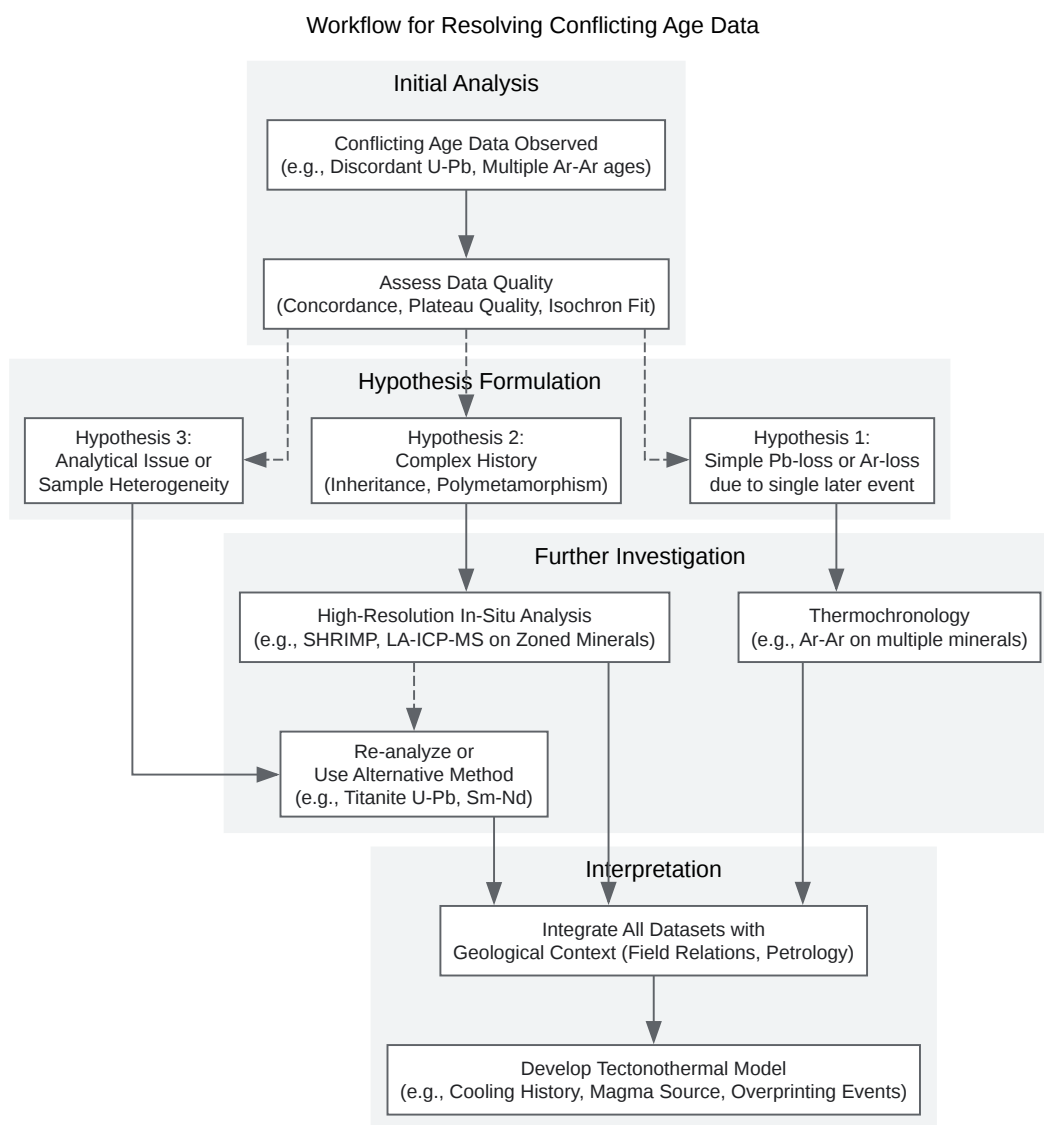 Workflow for Resolving Conflicting Age Data
Initial Analysis
Conflicting Age Data Observed
(e.g., Discordant U-Pb, Multiple Ar-Ar ages)
Assess Data Quality
(Concordance, Plateau Quality, Isochron Fit)
Hypothesis Formulation
Hypothesis 3:
Analytical Issue or
Sample Heterogeneity
Hypothesis 2:
Complex History
(Inheritance, Polymetamorphism)
Hypothesis 1:
Simple Pb-loss or Ar-loss
due to single later event
Further Investigation
High-Resolution In-Situ Analysis
(e.g., SHRIMP, LA-ICP-MS on Zoned Minerals)
Thermochronology
(e.g., Ar-Ar on multiple minerals)
Re-analyze or
Use Alternative Method
(e.g., Titanite U-Pb, Sm-Nd)
Interpretation
Integrate All Datasets with
Geological Context (Field Relations, Petrology)
Develop Tectonothermal Model
(e.g., Cooling History, Magma Source, Overprinting Events)